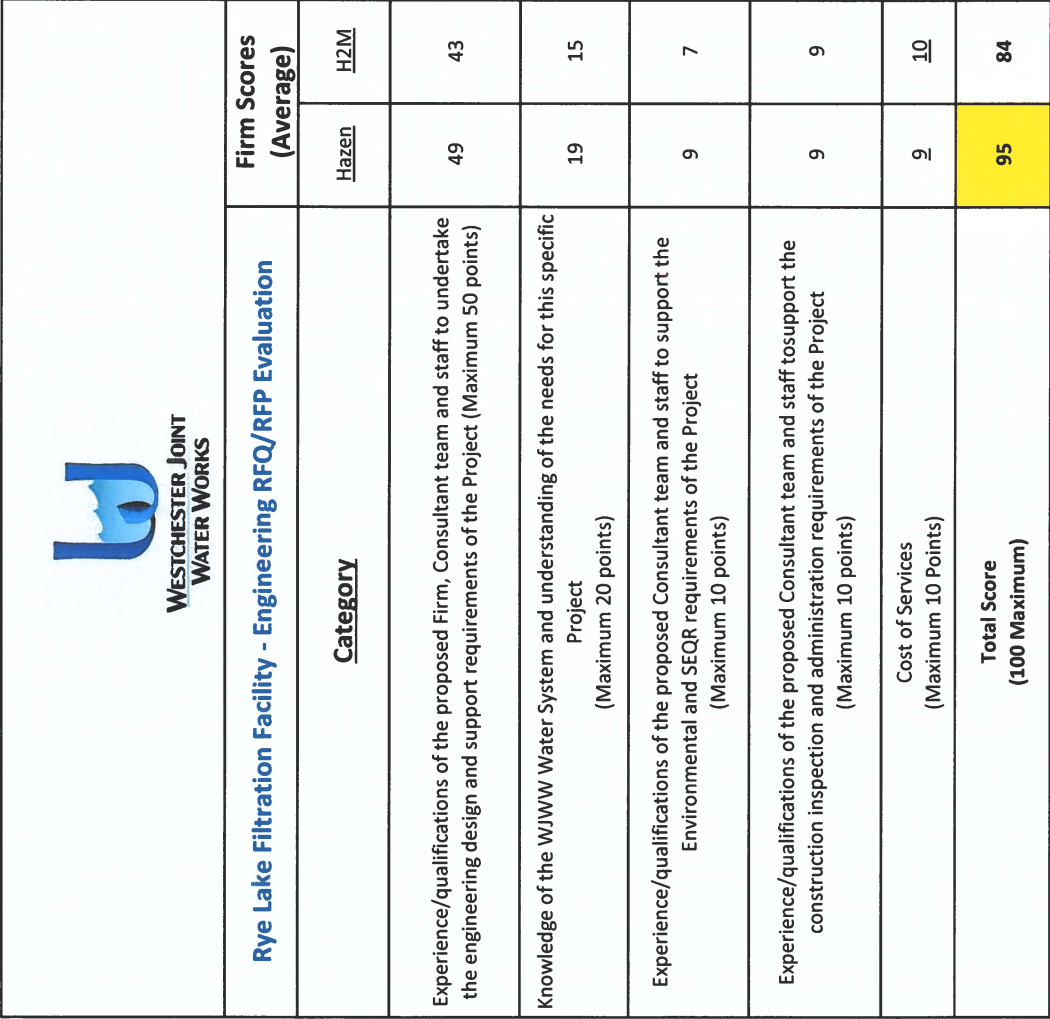 WESTCHESTER JOINT
WATER WORKS
Rye Lake Filtration Facility - Engineering RFQ/RFP Evaluation
Firm Scores
(Average)
Category
Hazen
H2M
Experience/qualifications of the proposed Firm, Consultant team and staff to undertake
the engineering design and support requirements of the Project (Maximum 50 points)
49
43
Knowledge of the WJWW Water System and understanding of the needs for this specific
Project
(Maximum 20 points)
19
15
Experience/qualifications of the proposed Consultant team and staff to support the
Environmental and SEQR requirements of the Project
(Maximum 10 points)
9
7
Experience/qualifications of the proposed Consultant team and staff tosupport the
construction inspection and administration requirements of the Project
(Maximum 10 points)
9
9
Cost of Services
(Maximum 10 Points)
9
10
Total Score
(100 Maximum)
95
84